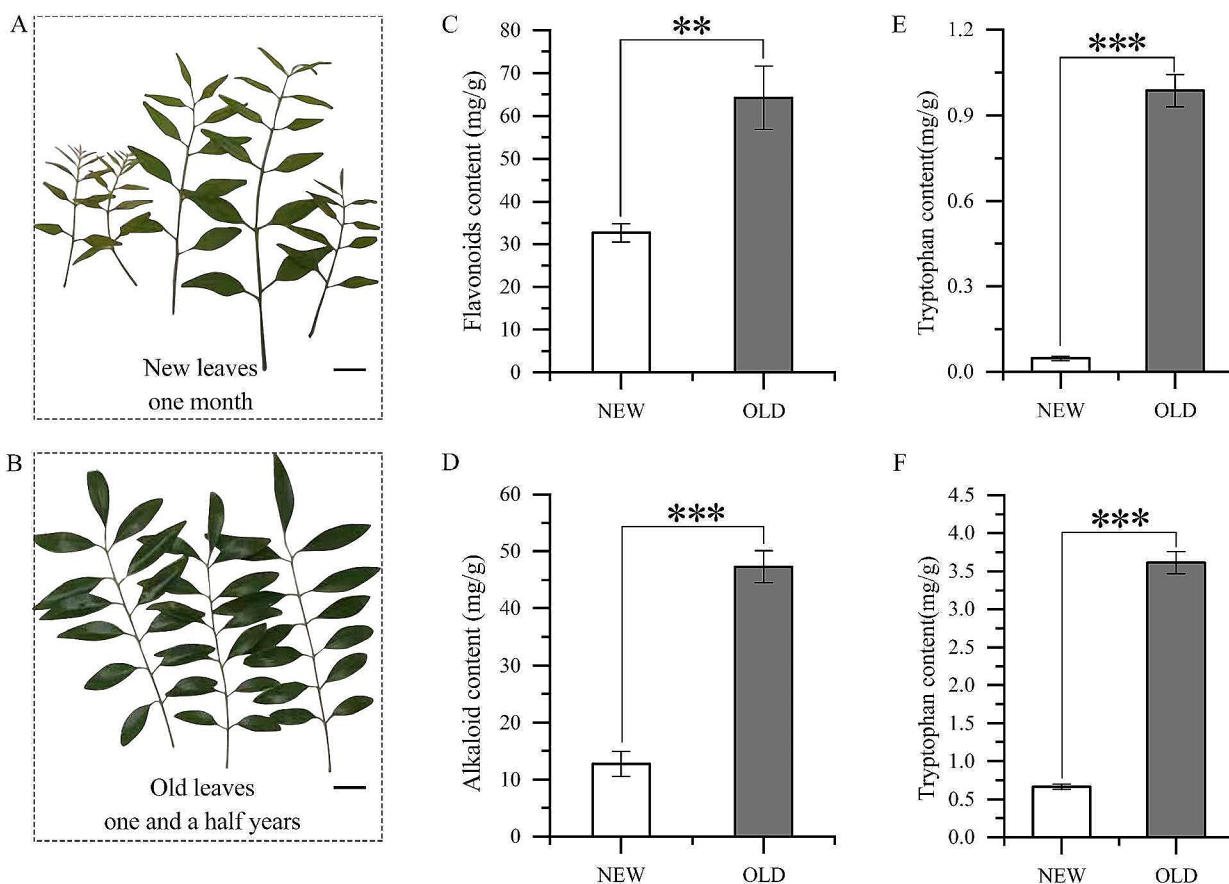 A
New leaves
one month
B
Old leaves
one and a half years
C
**
Flavonoids content (mg/g)
80
70
60
50
40
30
20
10
0
NEW OLD
D
***
Alkaloid content (mg/g)
60
50
40
30
20
10
0
NEW OLD
E
***
Tryptophan content(mg/g)
1.2
0.9
0.6
0.3
0.0
NEW OLD
F
***
Tryptophan content(mg/g)
4.5
4.0
3.5
3.0
2.5
2.0
1.5
1.0
0.5
0.0
NEW OLD